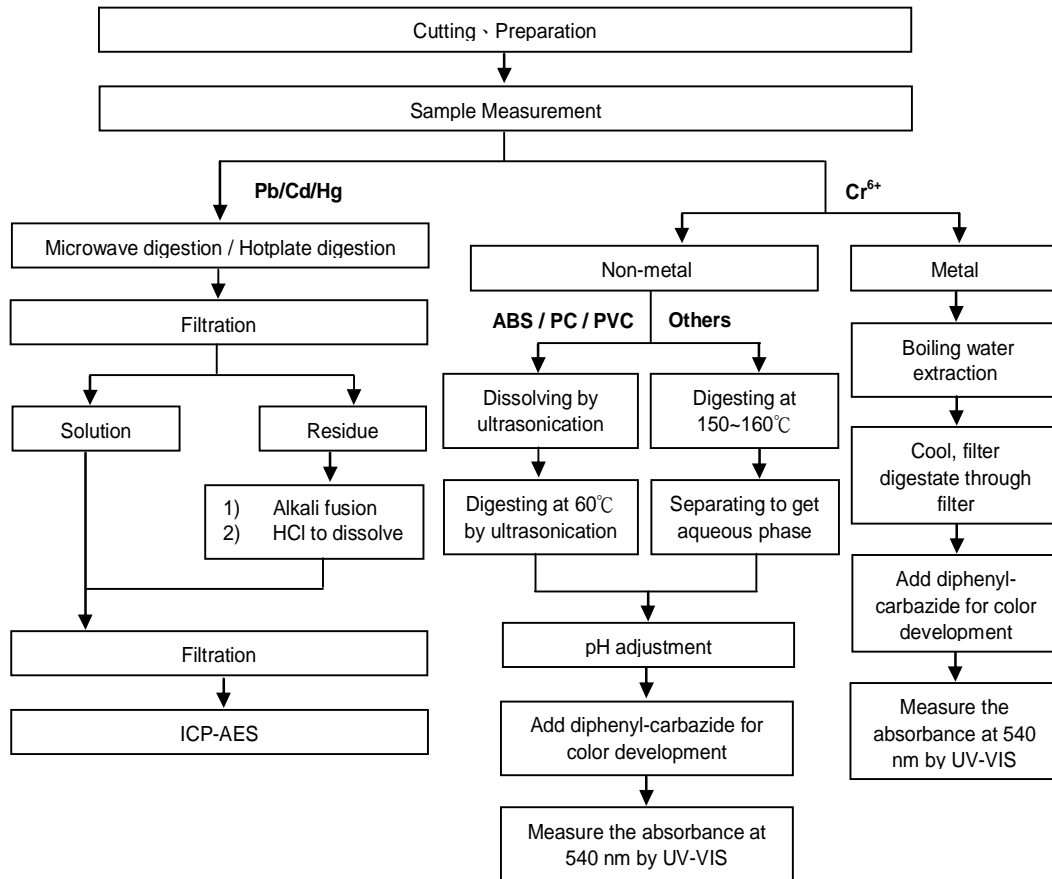 Cutting、Preparation
Sample Measurement
Pb/Cd/Hg
Cr⁶⁺
Microwave digestion / Hotplate digestion
Filtration
Solution
Residue
1) Alkali fusion
2) HCl to dissolve
Filtration
ICP-AES
Non-metal
ABS / PC / PVC
Others
Dissolving by
ultrasonication
Digesting at 60℃
by ultrasonication
Digesting at
150~160℃
Separating to get
aqueous phase
pH adjustment
Add diphenyl-carbazide for
color development
Measure the absorbance at
540 nm by UV-VIS
Metal
Boiling water
extraction
Cool, filter
digestate through
filter
Add diphenyl-
carbazide for color
development
Measure the
absorbance at 540
nm by UV-VIS